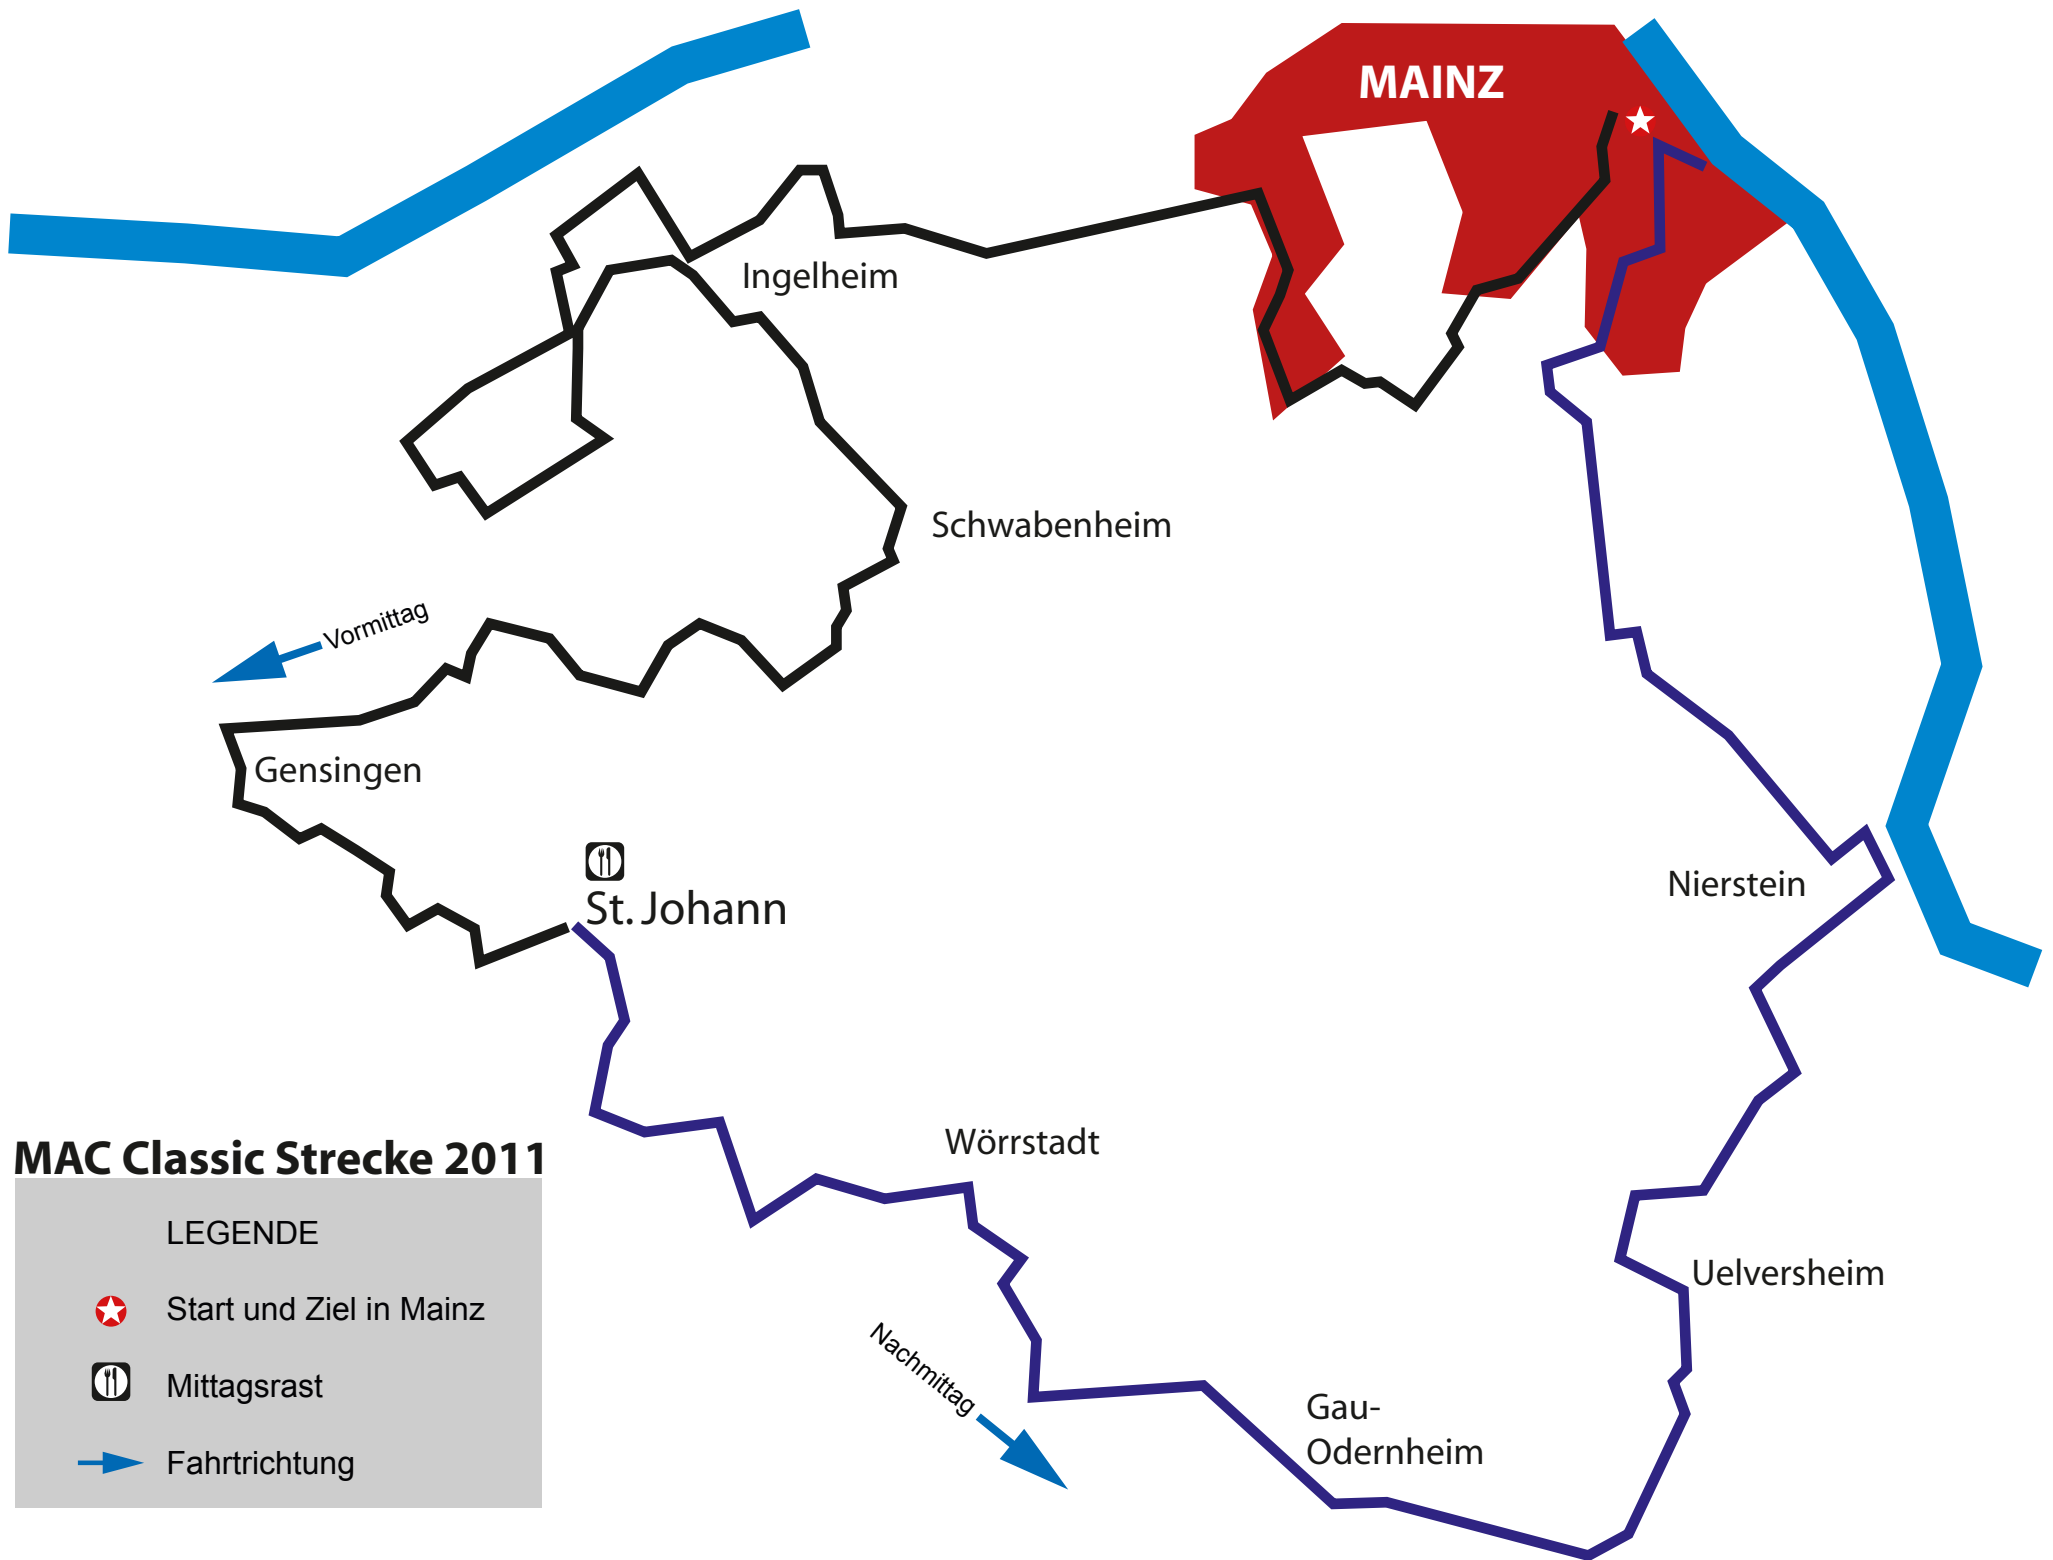 MAINZ
Ingelheim
Schwabenheim
Vormittag
Gensingen
St. Johann
Nierstein
Wörrstadt
Uelversheim
Nachmittag
Gau-
Odernheim
MAC Classic Strecke 2011
LEGENDE
Start und Ziel in Mainz
Mittagsrast
Fahrtrichtung